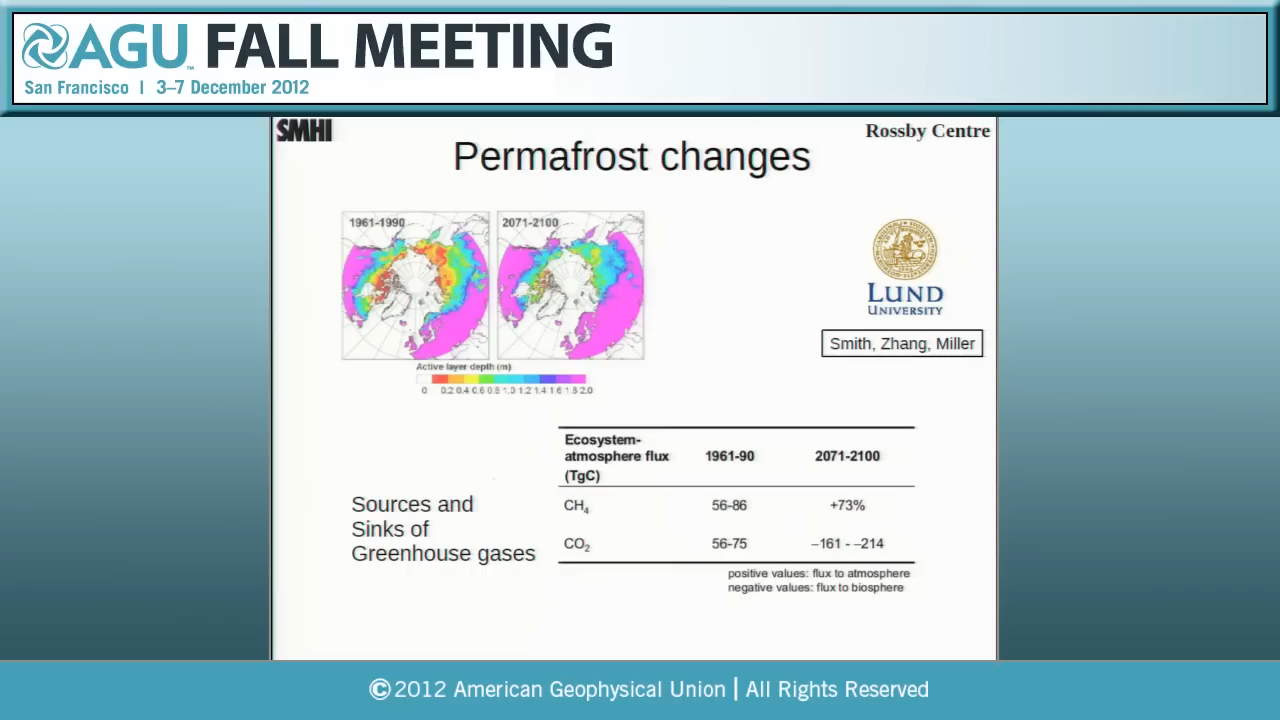 AGU FALL MEETING
San Francisco | 3–7 December 2012
SMHI
Rossby Centre
Permafrost changes
1961-1990
2071-2100
Active layer depth (m)
0 0.2 0.4 0.6 0.8 1.0 1.2 1.4 1.6 1.8 2.0
LUND
UNIVERSITY
Smith, Zhang, Miller
Ecosystem-
atmosphere flux 1961-90 2071-2100
(TgC)
CH₄ 56-86 +73%
CO₂ 56-75 –161 - –214
positive values: flux to atmosphere
negative values: flux to biosphere
Sources and
Sinks of
Greenhouse gases
©2012 American Geophysical Union | All Rights Reserved